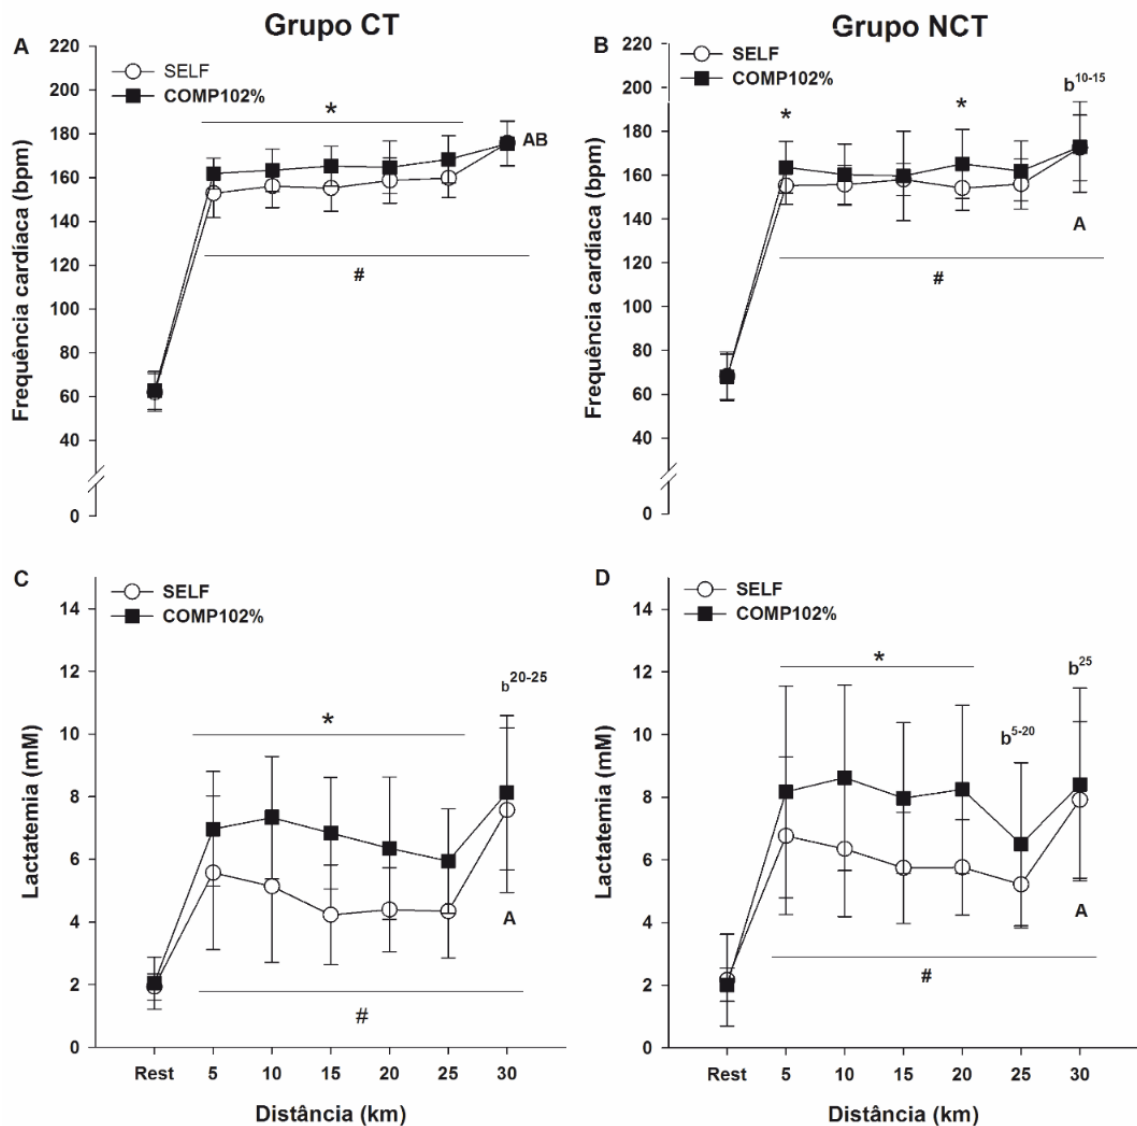 Grupo CT
Grupo NCT
A
SELF
COMP102%
*
AB
#
220
200
180
160
140
120
100
80
60
40
0
Frequência cardíaca (bpm)
B
SELF
COMP102%
b10-15
*
*
A
#
220
200
180
160
140
120
100
80
60
40
0
Frequência cardíaca (bpm)
C
SELF
COMP102%
b20-25
*
A
#
14
12
10
8
6
4
2
0
Lactatemia (mM)
Rest 5 10 15 20 25 30
Distância (km)
D
SELF
COMP102%
*
b25
b5-20
A
#
14
12
10
8
6
4
2
0
Lactatemia (mM)
Rest 5 10 15 20 25 30
Distância (km)